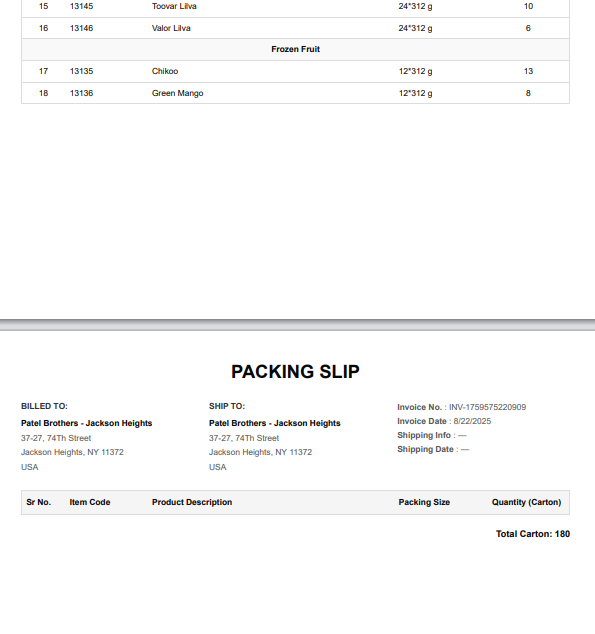 15 13145 Toovar Lilva 24*312 g 10
16 13146 Valor Lilva 24*312 g 6
Frozen Fruit
17 13135 Chikoo 12*312 g 13
18 13136 Green Mango 12*312 g 8
PACKING SLIP
BILLED TO: SHIP TO: Invoice No. : INV-1759575220909
Patel Brothers - Jackson Heights Patel Brothers - Jackson Heights Invoice Date : 8/22/2025
37-27, 74Th Street 37-27, 74Th Street Shipping Info : —
Jackson Heights, NY 11372 Jackson Heights, NY 11372 Shipping Date : —
USA USA
Sr No. Item Code Product Description Packing Size Quantity (Carton)
Total Carton: 180